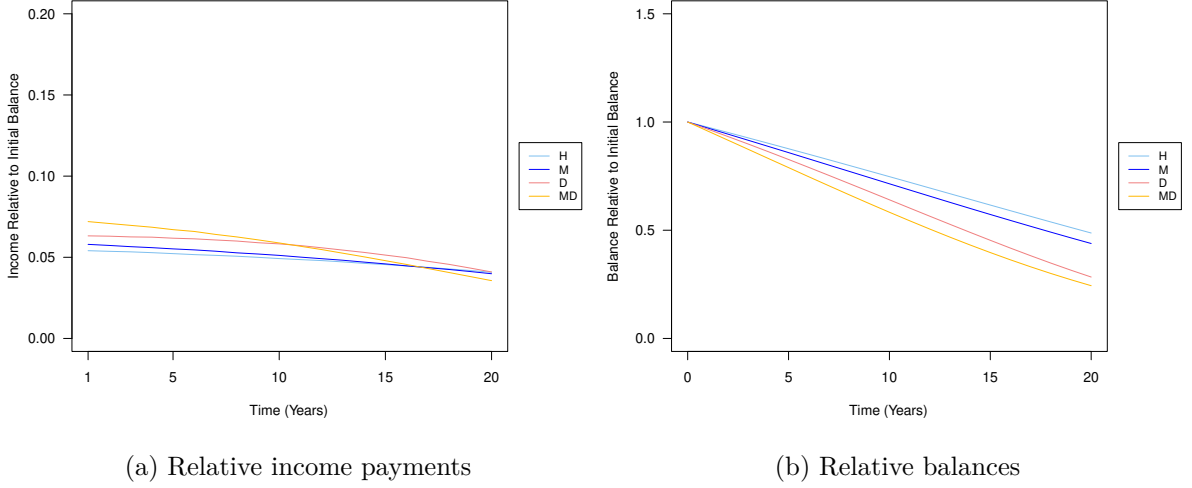 Income Relative to Initial Balance
0.20
0.15
0.10
0.05
0.00
1
5
10
15
20
Time (Years)
H
M
D
MD
(a) Relative income payments
Balance Relative to Initial Balance
1.5
1.0
0.5
0.0
0
5
10
15
20
Time (Years)
H
M
D
MD
(b) Relative balances